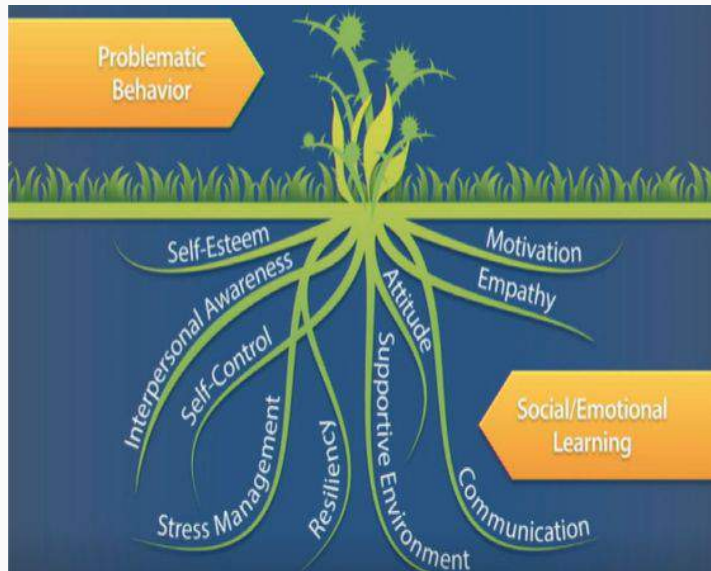 Problematic
Behavior
Self-Esteem
Motivation
Interpersonal Awareness
Empathy
Attitude
Self-Control
Supportive Environment
Stress Management
Resiliency
Communication
Social/Emotional
Learning